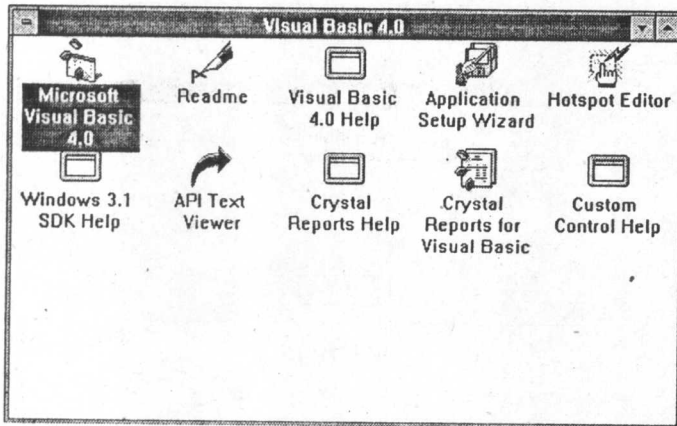 Visual Basic 4.0
Microsoft
Visual Basic
4.0
Readme
Visual Basic
4.0 Help
Application
Setup Wizard
Hotspot Editor
Windows 3.1
SDK Help
API Text
Viewer
Crystal
Reports Help
Crystal
Reports for
Visual Basic
Custom
Control Help